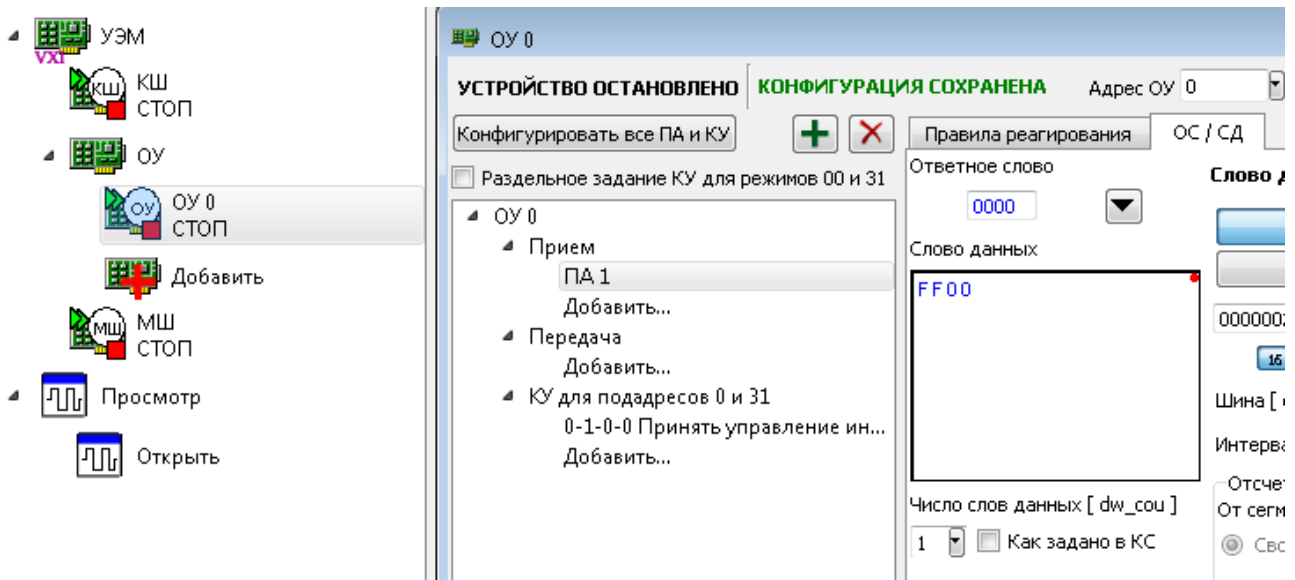 УЭМ
VXI
КШ
КШ
СТОП
ОУ
ОУ
ОУ 0
СТОП
Добавить
МШ
МШ
СТОП
Просмотр
Открыть
ОУ 0
УСТРОЙСТВО ОСТАНОВЛЕНО КОНФИГУРАЦИЯ СОХРАНЕНА Адрес ОУ 0
Конфигурировать все ПА и КУ
Раздельное задание КУ для режимов 00 и 31
ОУ 0
Прием
ПА 1
Добавить...
Передача
Добавить...
КУ для подадресов 0 и 31
0-1-0-0 Принять управление ин...
Добавить...
Правила реагирования ОС / СД
Ответное слово
0000
Слово данных
FF00
Число слов данных [ dw_cou ]
1 Как задано в КС
Слово
16
Шина [
От